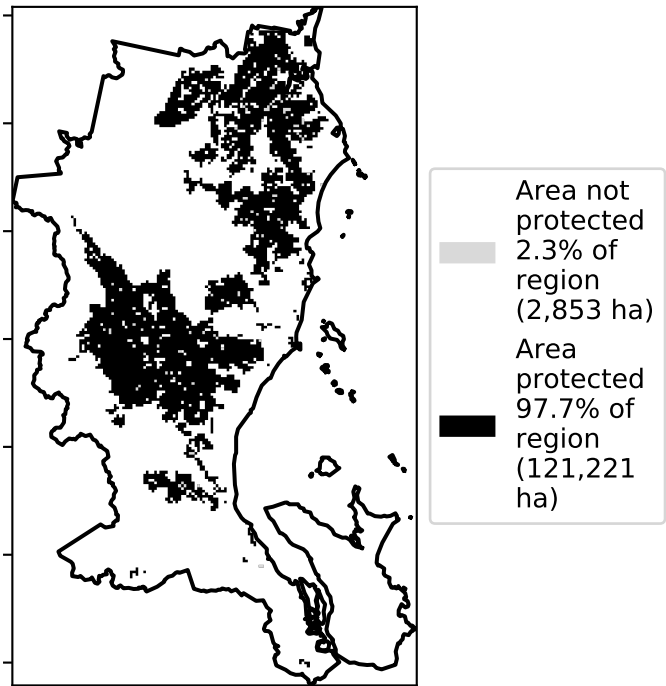 Area not
protected
2.3% of
region
(2,853 ha)
Area
protected
97.7% of
region
(121,221
ha)